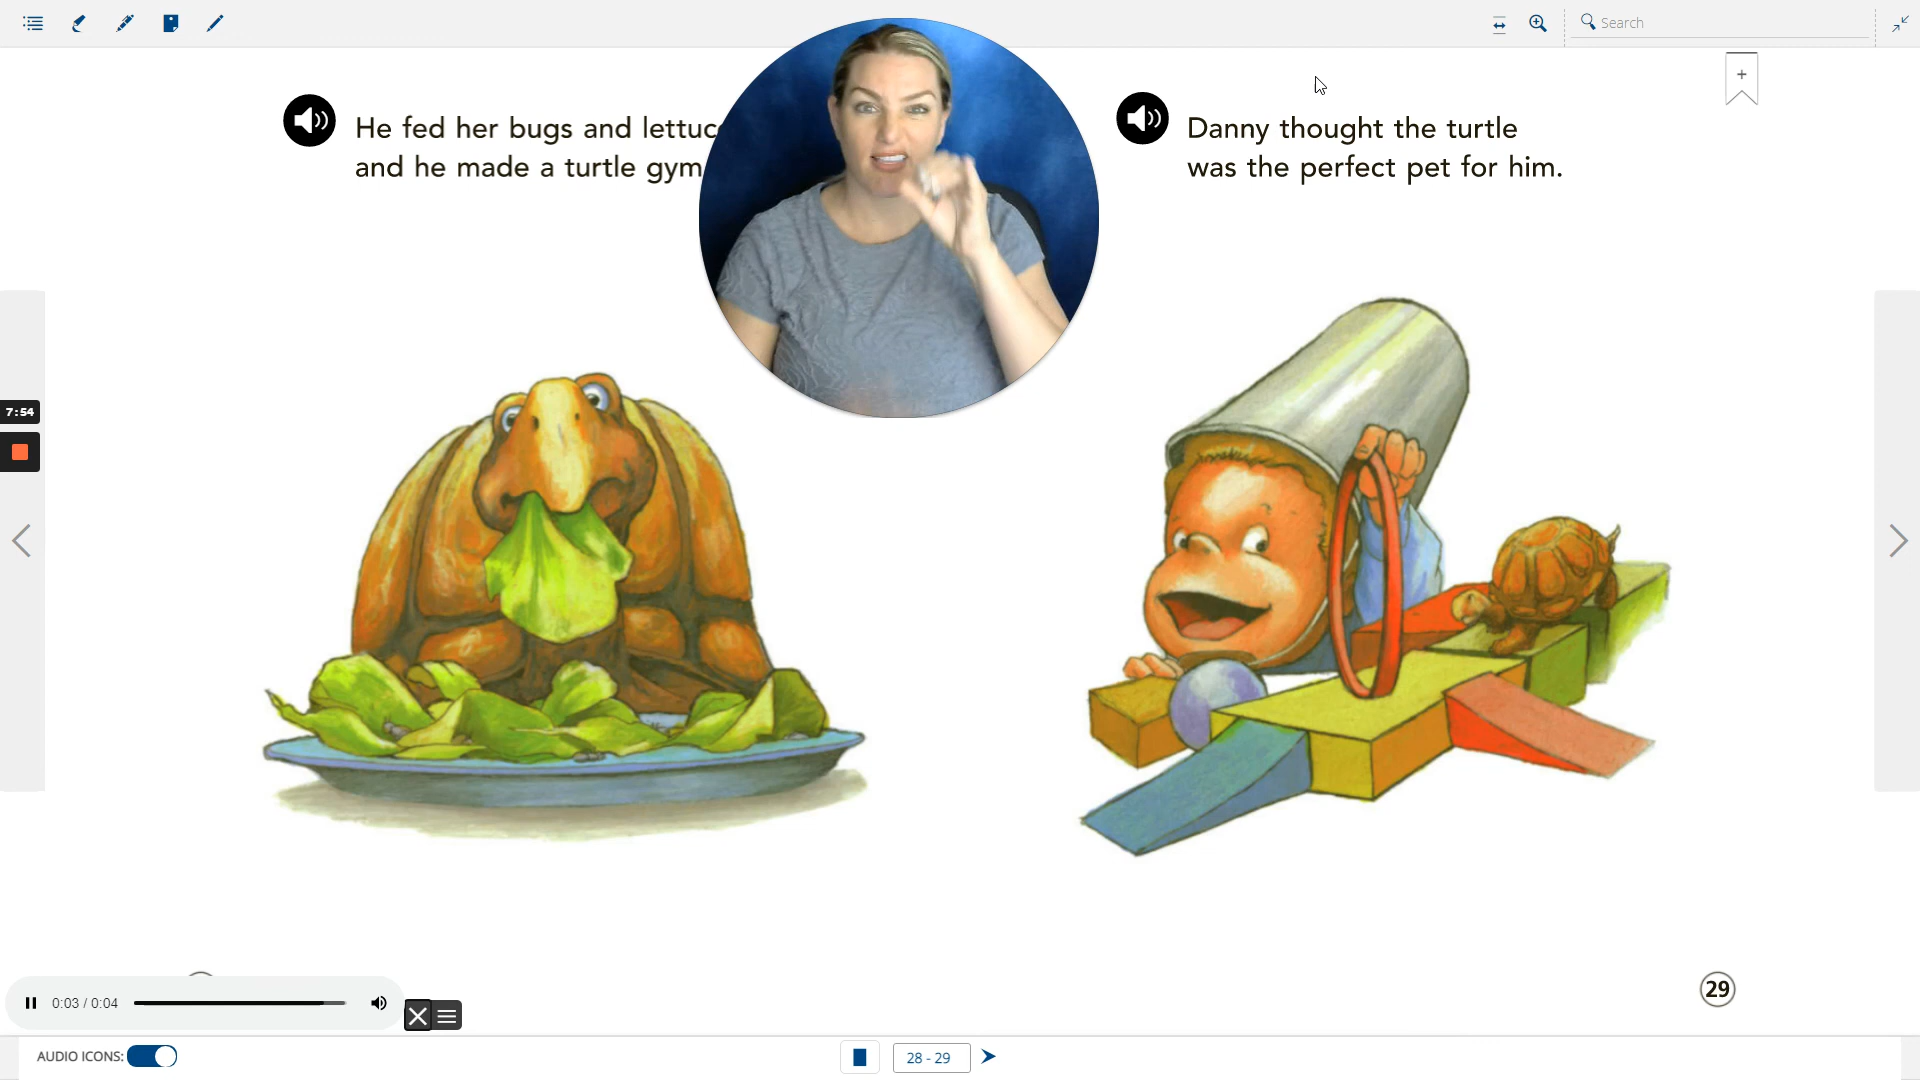 Search
+
He fed her bugs and lettuc
and he made a turtle gym
Danny thought the turtle
was the perfect pet for him.
7:54
29
0:03 / 0:04
AUDIO ICONS:
28 - 29